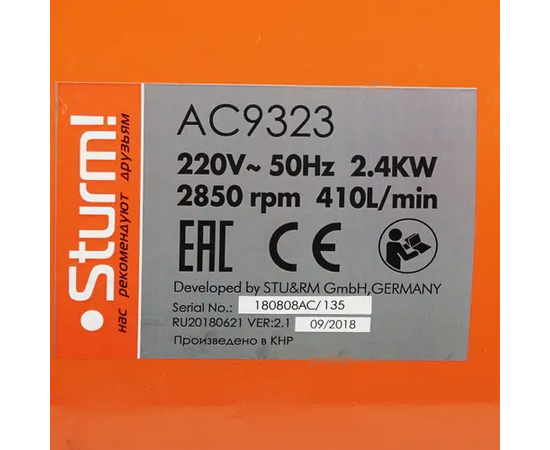 •Sturm!
нас рекомендуют друзьям
AC9323
220V~ 50Hz 2.4KW
2850 rpm 410L/min
EAC CE
Developed by STU&RM GmbH,GERMANY
Serial No.: 180808AC/135
RU20180621 VER:2.1 09/2018
Произведено в КНР